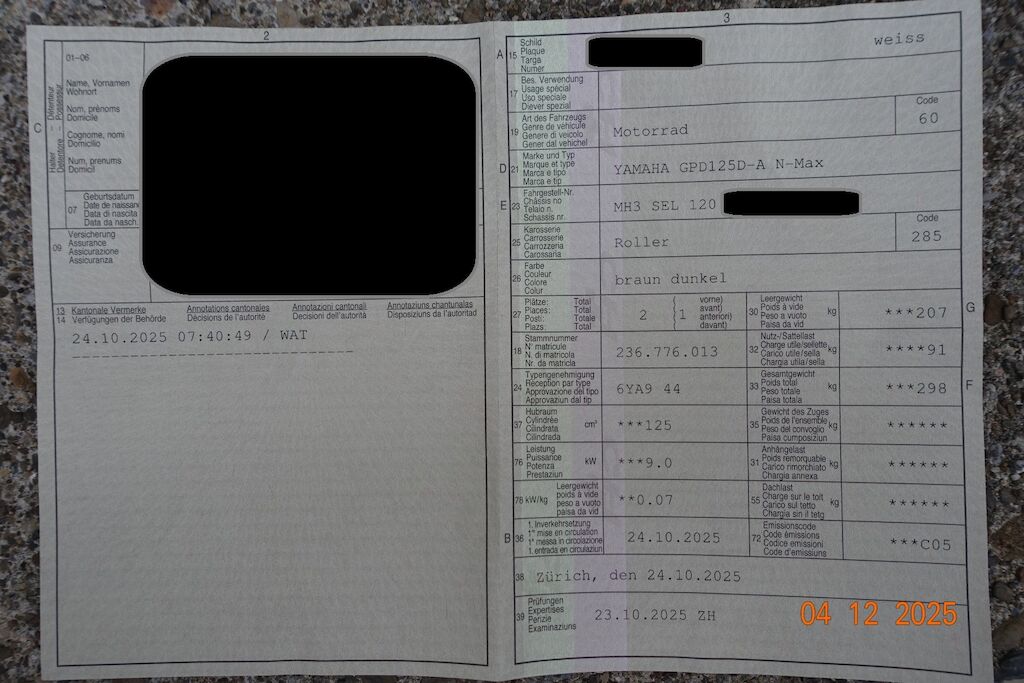 2
01-06
C
Halter – Détenteur
Detentore – Possessur
Name, Vornamen
Wohnort
Nom, prénoms
Domicile
Cognome, nomi
Domicilio
Num, prenums
Domicil
07
Geburtsdatum
Date de naissan
Data di nascita
Data da nasch.
09
Versicherung
Assurance
Assicurazione
Assicuranza
13 Kantonale Vermerke
14 Verfügungen der Behörde
Annotations cantonales
Décisions de l'autorité
Annotazioni cantonali
Decisioni dell'autorità
Annotaziuns chantunalas
Disposiziuns da l'autoritad
24.10.2025 07:40:49 / WAT
3
A 15
Schild
Plaque
Targa
Numer
weiss
17
Bes. Verwendung
Usage spécial
Uso speciale
Diever spezial
19
Art des Fahrzeugs
Genre de véhicule
Genere di veicolo
Gener dal vehichel
Motorrad
Code
60
D 21
Marke und Typ
Marque et type
Marca e tipo
Marca e tip
YAMAHA GPD125D-A N-Max
E 23
Fahrgestell-Nr.
Châssis no
Telaio n.
Schassis nr.
MH3 SEL 120
25
Karosserie
Carrosserie
Carrozzeria
Carossaria
Roller
Code
285
26
Farbe
Couleur
Colore
Colur
braun dunkel
27
Plätze: Total
Places: Total
Posti: Totale
Plazs: Total
2 { 1
vorne)
avant)
anteriori)
davant)
30
Leergewicht
Poids à vide
Peso a vuoto
Paisa da vid
kg
***207
G
18
Stammnummer
N° matricule
N. di matricola
Nr. da matricla
236.776.013
32
Nutz-/Sattellast
Charge utile/sellette
Carico utile/sella
Chargia utila/sella
kg
****91
24
Typengenehmigung
Réception par type
Approvazione del tipo
Approvaziun dal tip
6YA9 44
33
Gesamtgewicht
Poids total
Peso totale
Paisa totala
kg
***298
F
37
Hubraum
Cylindrée
Cilindrata
Cilindrada
cm³
***125
35
Gewicht des Zuges
Poids de l'ensemble
Peso del convoglio
Paisa cumposiziun
kg
******
76
Leistung
Puissance
Potenza
Prestaziun
kW
***9.0
31
Anhängelast
Poids remorquable
Carico rimorchiato
Chargia annexa
kg
******
78 kW/kg
Leergewicht
poids à vide
peso a vuoto
paisa da vid
**0.07
55
Dachlast
Charge sur le toit
Carico sul tetto
Chargia sin il tetg
kg
******
B 36
1. Inverkehrsetzung
1re mise en circulation
1a messa in circolazione
1. entrada en circulaziun
24.10.2025
72
Emissionscode
Code émissions
Codice emissioni
Code d'emissiuns
***C05
38 Zürich, den 24.10.2025
39
Prüfungen
Expertises
Perizie
Examinaziuns
23.10.2025 ZH
04 12 2025